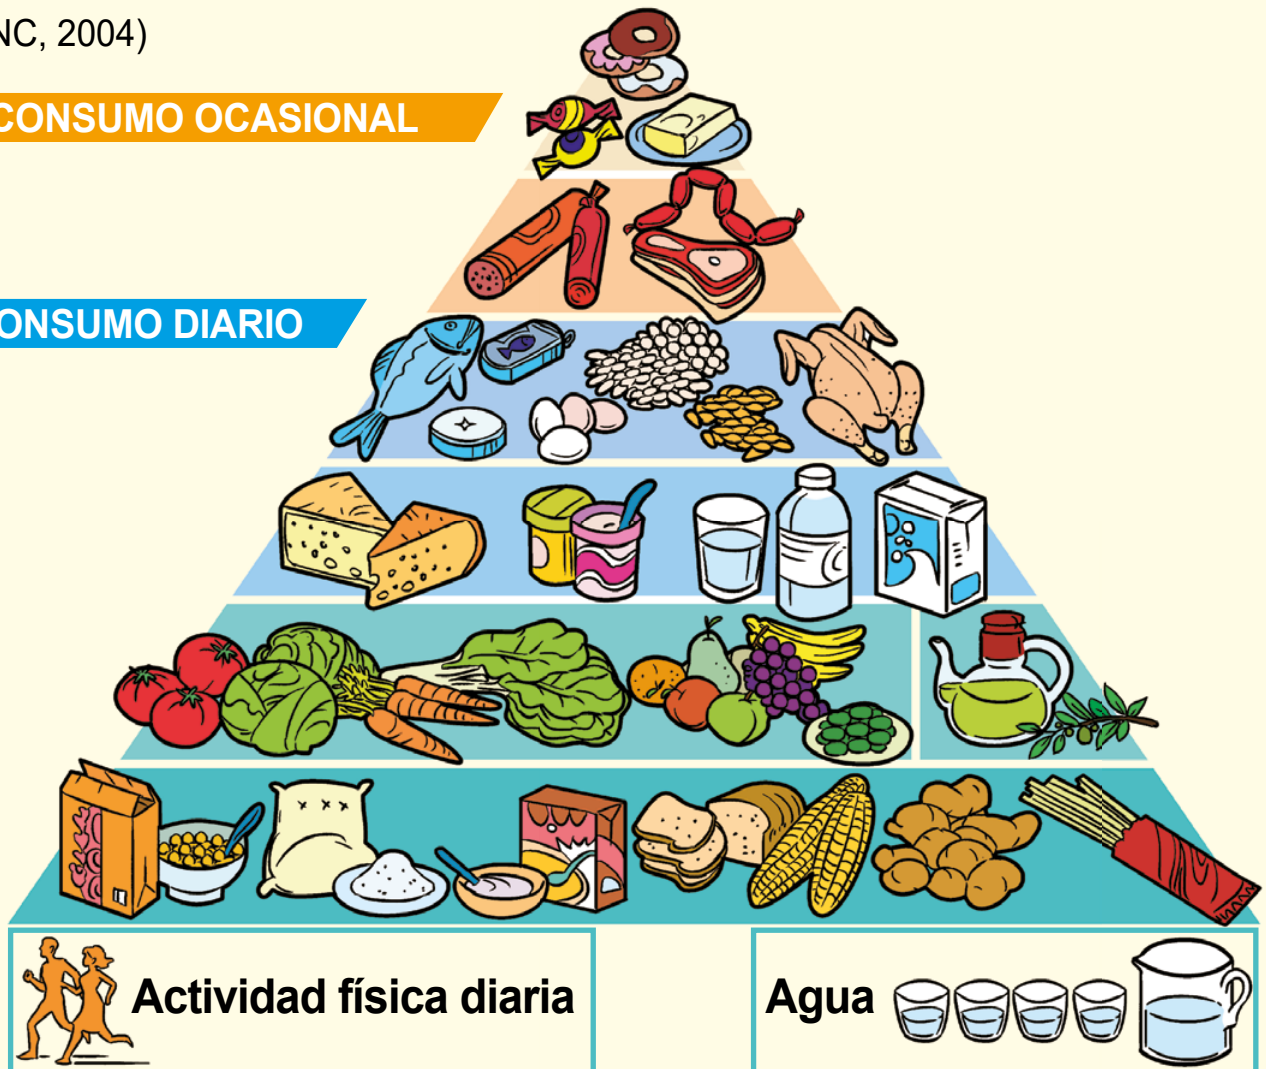 NC, 2004)
CONSUMO OCASIONAL
ONSUMO DIARIO
Actividad física diaria
Agua